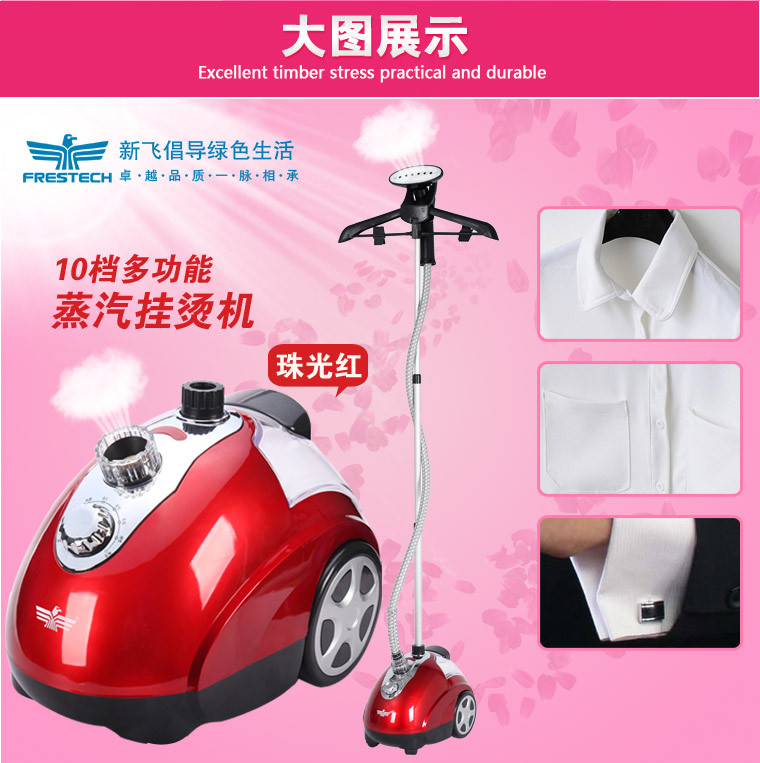 大图展示
Excellent timber stress practical and durable
FRESTECH
新飞倡导绿色生活
卓·越·品·质·一·脉·相·承
10档多功能
蒸汽挂烫机
珠光红